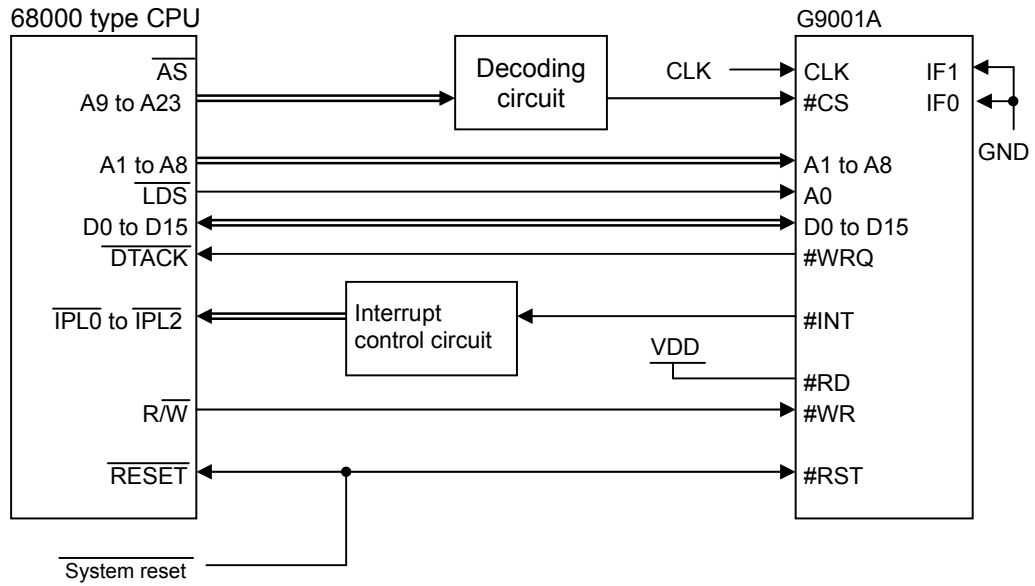 68000 type CPU
G9001A
AS
A9 to A23
Decoding
circuit
CLK
CLK
#CS
IF1
IF0
GND
A1 to A8
A1 to A8
LDS
A0
D0 to D15
D0 to D15
DTACK
#WRQ
IPL0 to IPL2
Interrupt
control circuit
#INT
VDD
#RD
R/W
#WR
RESET
#RST
System reset